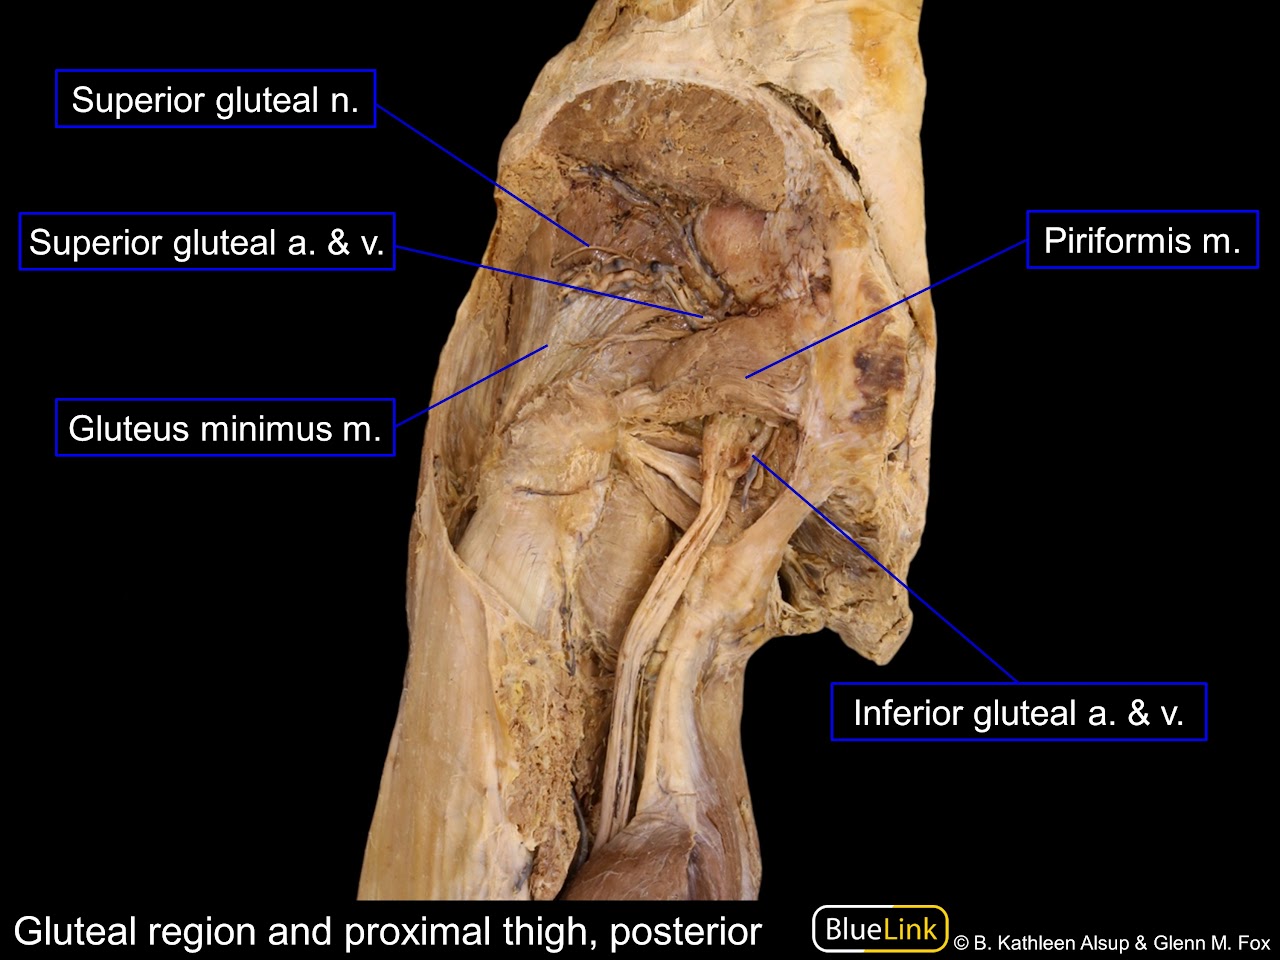 Superior gluteal n.
Superior gluteal a. & v.
Piriformis m.
Gluteus minimus m.
Inferior gluteal a. & v.
Gluteal region and proximal thigh, posterior
BlueLink
© B. Kathleen Alsup & Glenn M. Fox